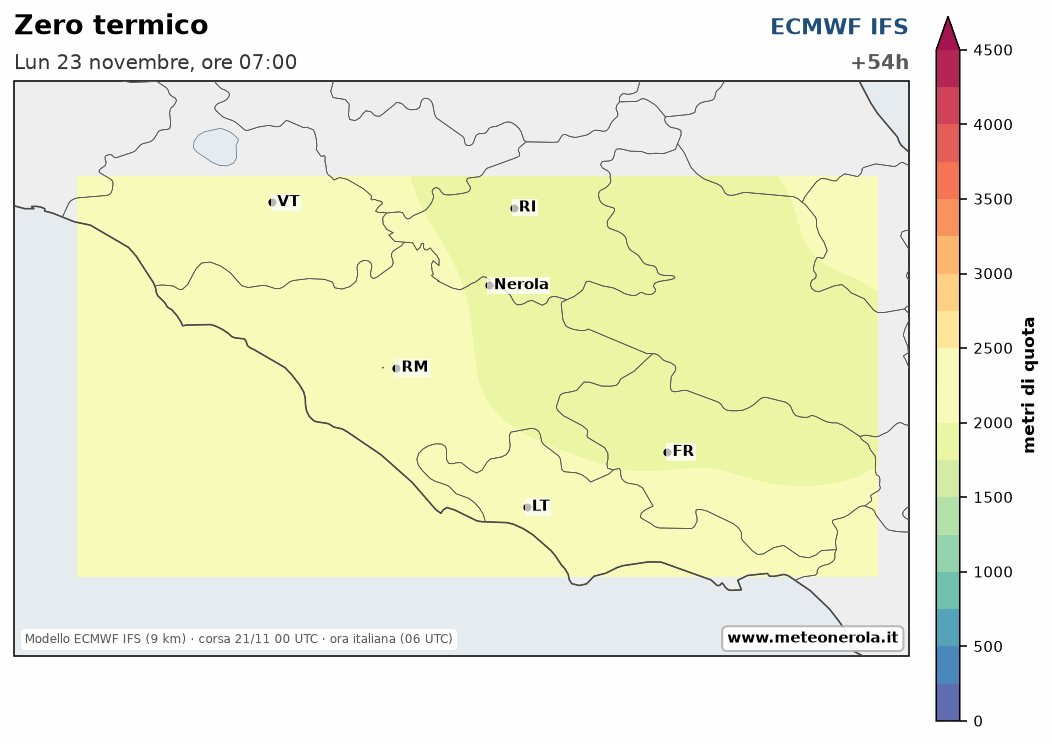 Zero termico
ECMWF IFS
Lun 23 novembre, ore 07:00
+54h
VT
RI
Nerola
RM
FR
LT
Modello ECMWF IFS (9 km) · corsa 21/11 00 UTC · ora italiana (06 UTC)
www.meteonerola.it
4500
4000
3500
3000
2500
2000
1500
1000
500
0
metri di quota